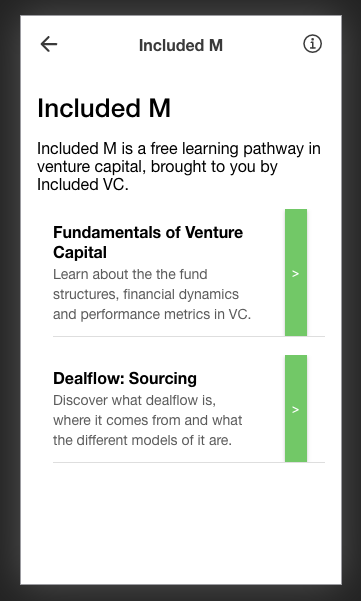 Included M
Included M
Included M is a free learning pathway in
venture capital, brought to you by
Included VC.
Fundamentals of Venture
Capital
Learn about the the fund
structures, financial dynamics
and performance metrics in VC.
>
Dealflow: Sourcing
Discover what dealflow is,
where it comes from and what
the different models of it are.
>